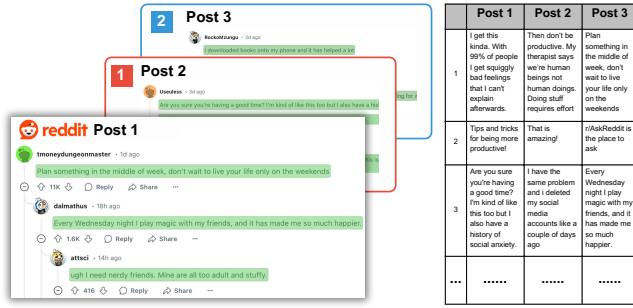 2
Post 3
RockoMzungu • 2d ago
I downloaded books onto my phone and it has helped a lot
1
Post 2
Useuless • 3d ago
Are you sure you're having a good time? I'm kind of like this too but I also have a
ing for
this is
reddit Post 1
tmoneydungeonmaster • 1d ago
Plan something in the middle of week, don't wait to live your life only on the weekends
11K Reply Share ...
dalmathus • 18h ago
Every Wednesday night I play magic with my friends, and it has made me so much happier.
1.6K Reply Share ...
attsci • 14h ago
ugh I need nerdy friends. Mine are all too adult and stuffy.
416 Reply Share ...
Post 1 Post 2 Post 3
1
I get this
kinda. With
99% of people
I get squiggly
bad feelings
that I can't
explain
afterwards.
Then don't be
productive. My
therapist says
we're human
beings not
human doings.
Doing stuff
requires effort
Plan
something in
the middle of
week, don't
wait to live
your life only
on the
weekends
2
Tips and tricks
for being more
productive!
That is
amazing!
r/AskReddit is
the place to
ask
3
Are you sure
you're having
a good time?
I'm kind of like
this too but I
also have a
history of
social anxiety.
I have the
same problem
and i deleted
my social
media
accounts like a
couple of days
ago
Every
Wednesday
night I play
magic with my
friends, and it
has made me
so much
happier.
... ...... ...... ......